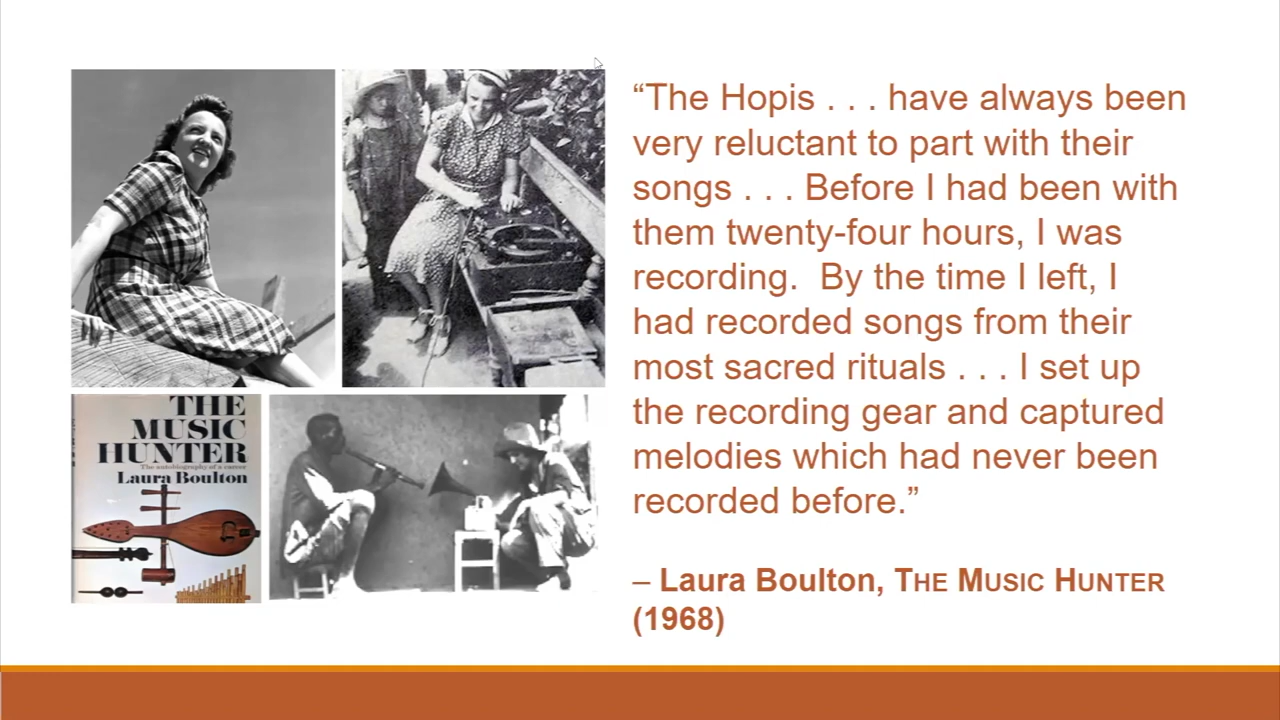 THE
MUSIC
HUNTER
The autobiography of a career
Laura Boulton
“The Hopis . . . have always been
very reluctant to part with their
songs . . . Before I had been with
them twenty-four hours, I was
recording.  By the time I left, I
had recorded songs from their
most sacred rituals . . . I set up
the recording gear and captured
melodies which had never been
recorded before.”
– Laura Boulton, THE MUSIC HUNTER
(1968)